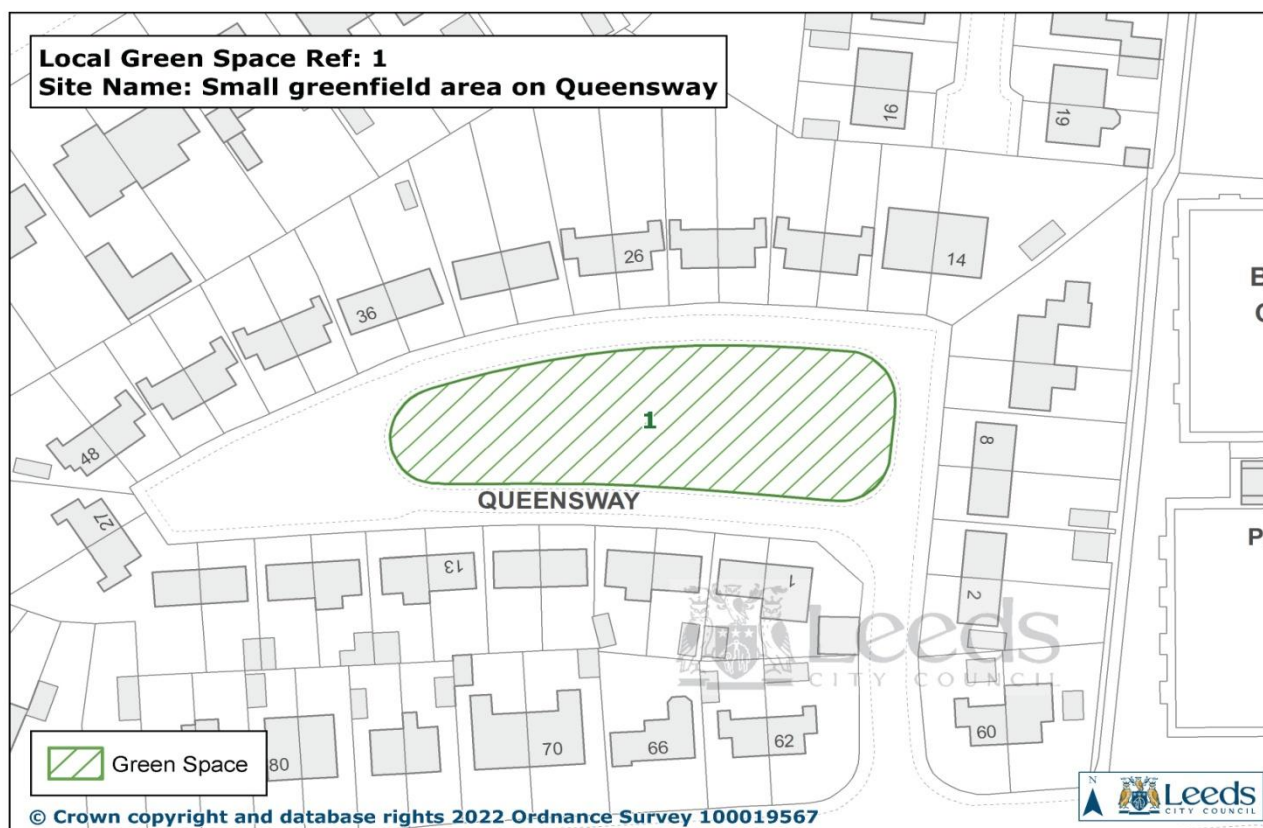 Local Green Space Ref: 1
Site Name: Small greenfield area on Queensway
16
19
26
14
36
B
C
1
48
8
QUEENSWAY
27
P
13
1
2
Leeds
CITY COUNCIL
70
66
62
60
80
Green Space
N
Leeds
CITY COUNCIL
© Crown copyright and database rights 2022 Ordnance Survey 100019567